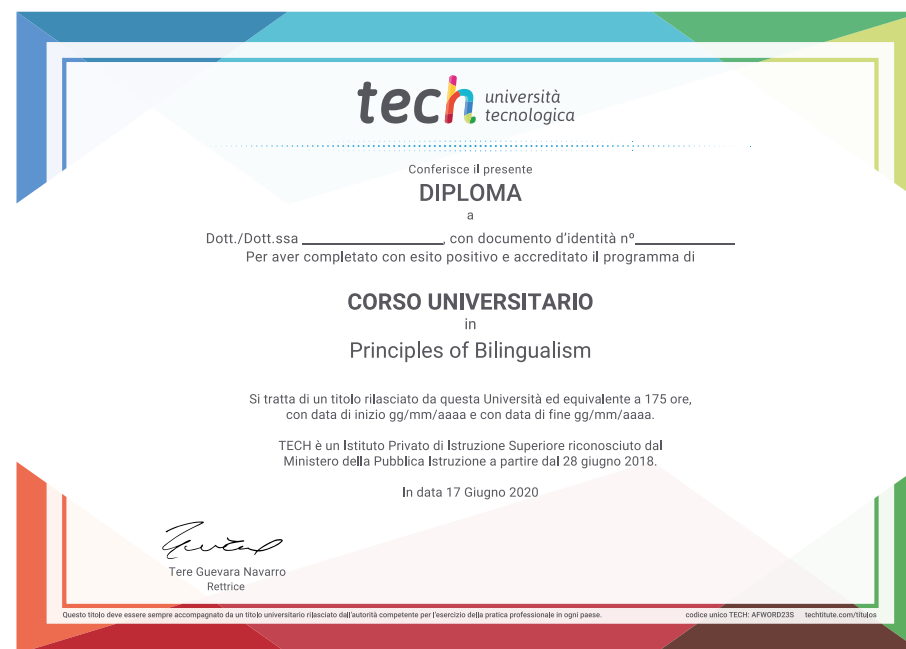 tech università
tecnologica
Conferisce il presente
DIPLOMA
a
Dott./Dott.ssa ____________________, con documento d'identità nº______________
Per aver completato con esito positivo e accreditato il programma di
CORSO UNIVERSITARIO
in
Principles of Bilingualism
Si tratta di un titolo rilasciato da questa Università ed equivalente a 175 ore,
con data di inizio gg/mm/aaaa e con data di fine gg/mm/aaaa.
TECH è un Istituto Privato di Istruzione Superiore riconosciuto dal
Ministero della Pubblica Istruzione a partire dal 28 giugno 2018.
In data 17 Giugno 2020
Tere Guevara Navarro
Rettrice
Questo titolo deve essere sempre accompagnato da un titolo universitario rilasciato dall'autorità competente per l'esercizio della pratica professionale in ogni paese. codice unico TECH: AFWORD23S techtitute.com/titulos